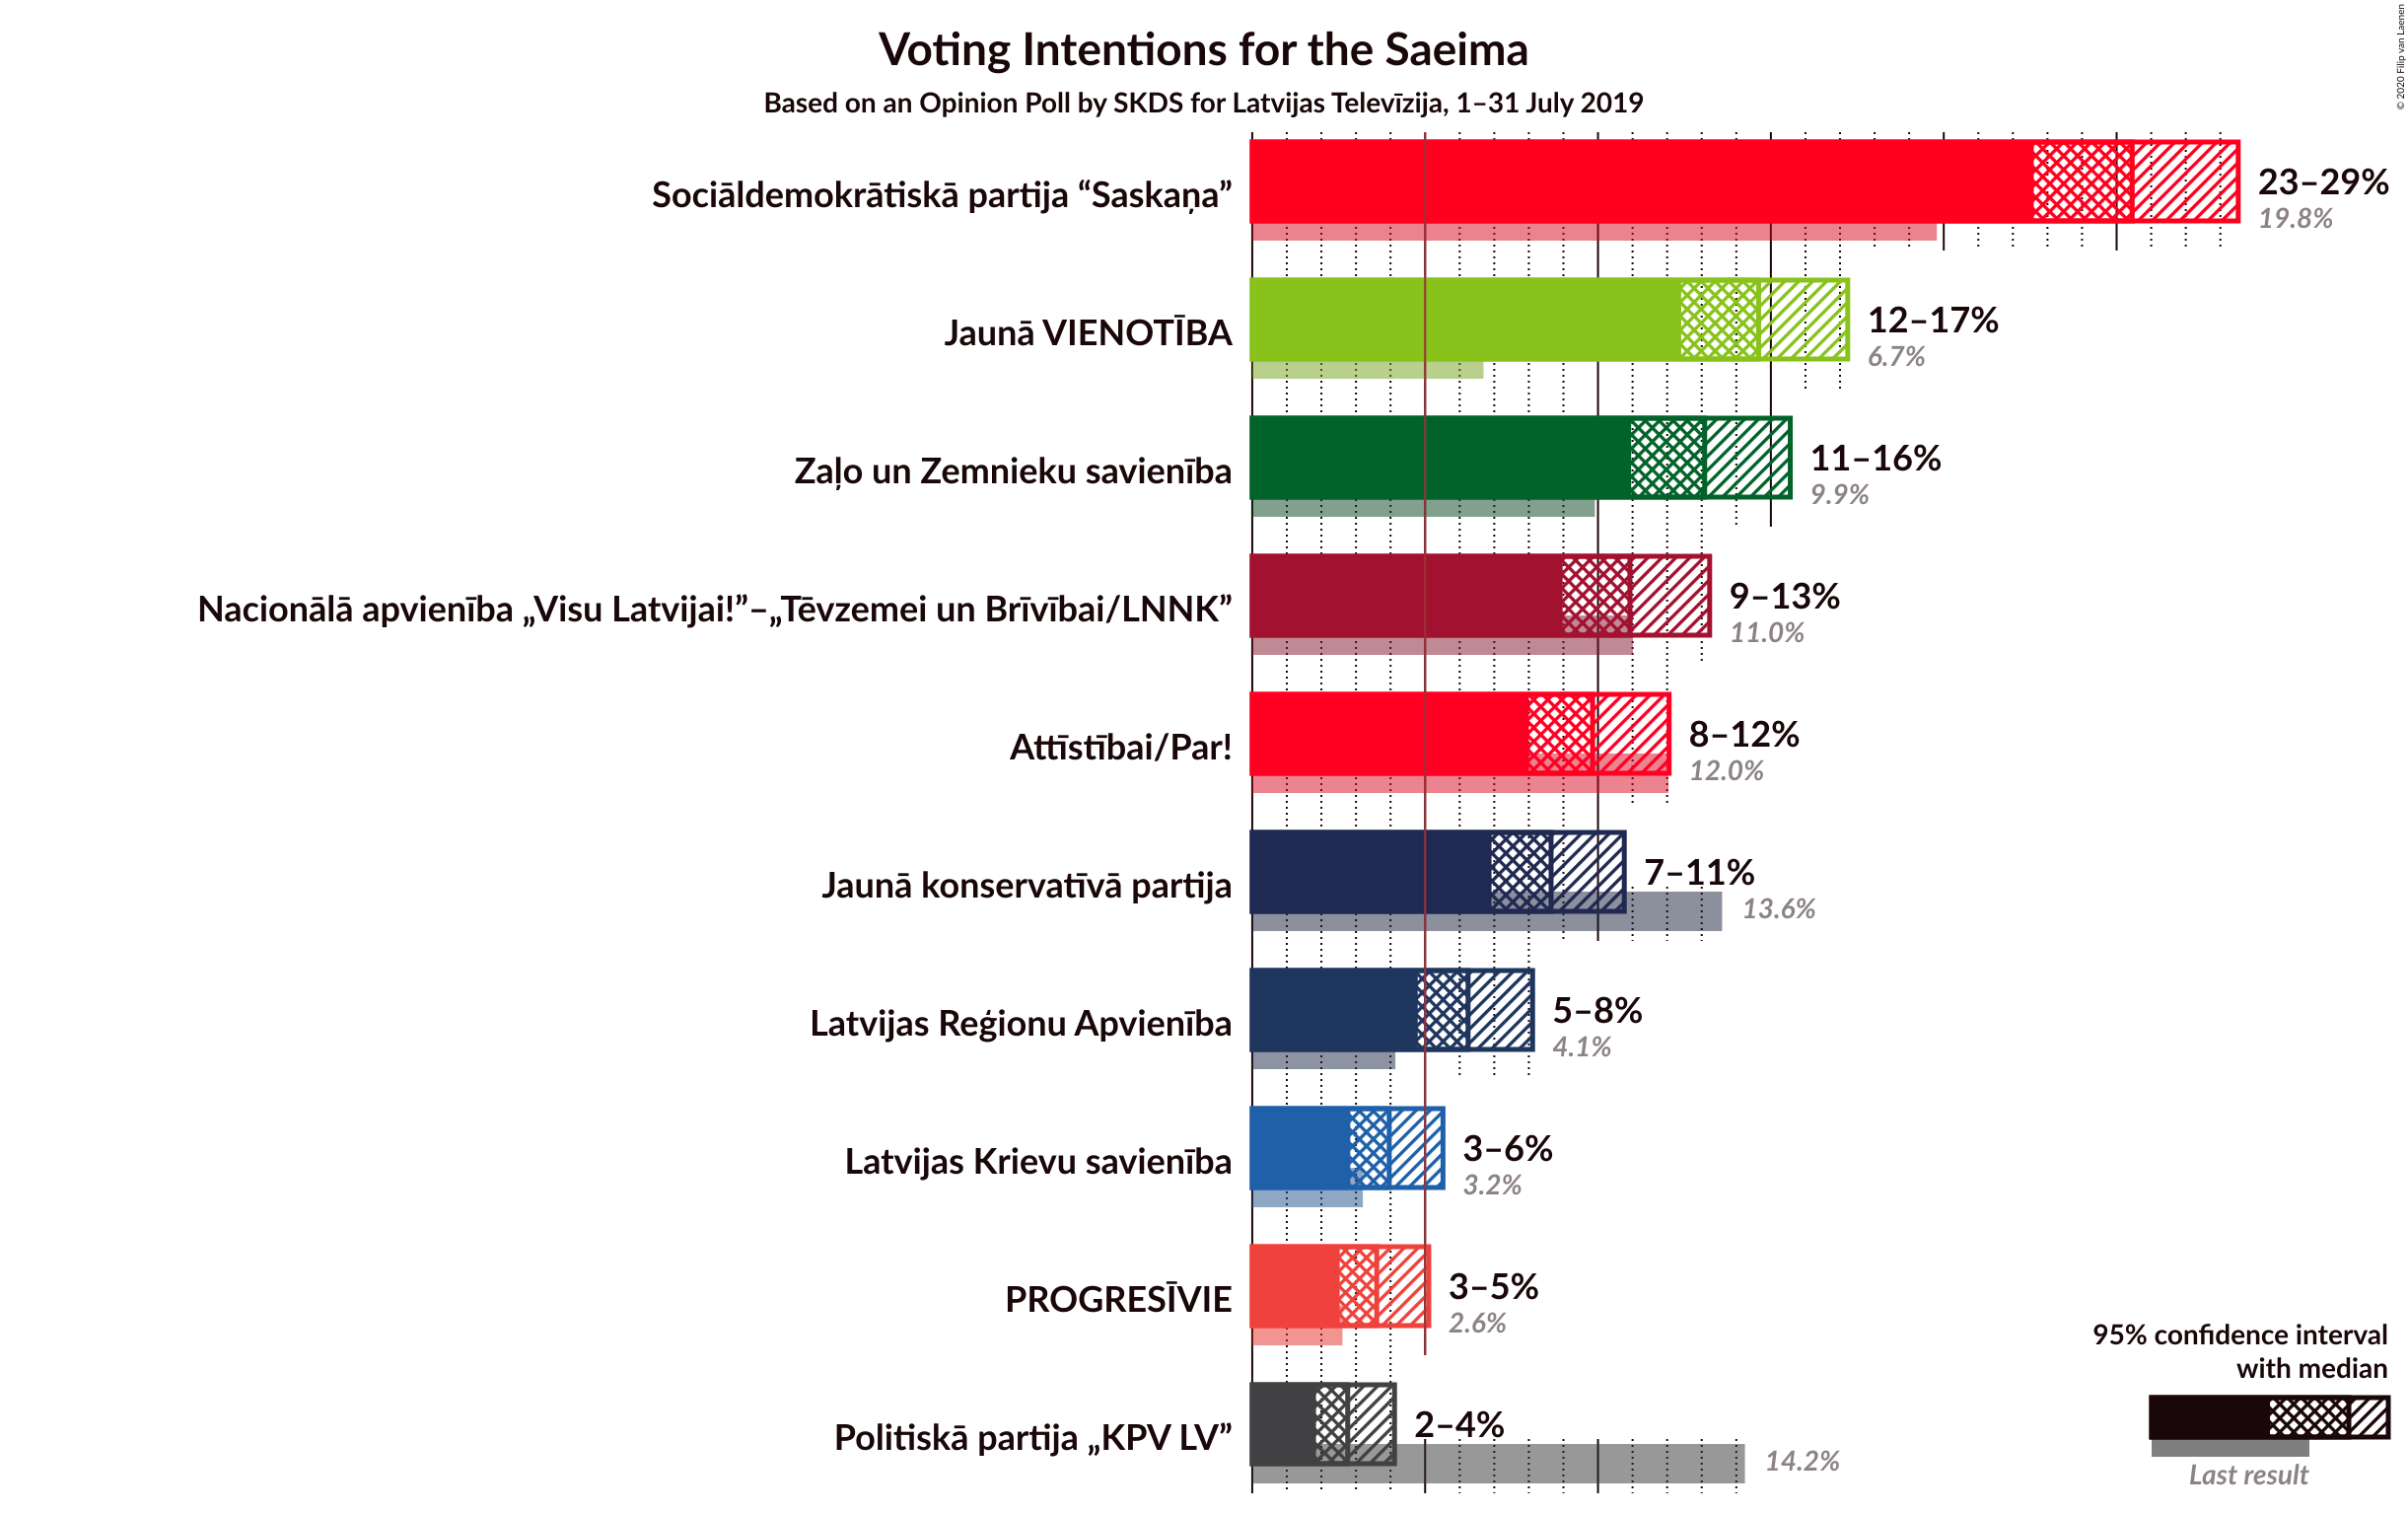 Voting Intentions for the Saeima
Based on an Opinion Poll by SKDS for Latvijas Televīzija, 1–31 July 2019
© 2020 Filip van Laenen
Sociāldemokrātiskā partija “Saskaņa”
23–29%
19.8%
Jaunā VIENOTĪBA
12–17%
6.7%
Zaļo un Zemnieku savienība
11–16%
9.9%
Nacionālā apvienība „Visu Latvijai!”–„Tēvzemei un Brīvībai/LNNK”
9–13%
11.0%
Attīstībai/Par!
8–12%
12.0%
Jaunā konservatīvā partija
7–11%
13.6%
Latvijas Reģionu Apvienība
5–8%
4.1%
Latvijas Krievu savienība
3–6%
3.2%
PROGRESĪVIE
3–5%
2.6%
Politiskā partija „KPV LV”
2–4%
14.2%
95% confidence interval
with median
Last result